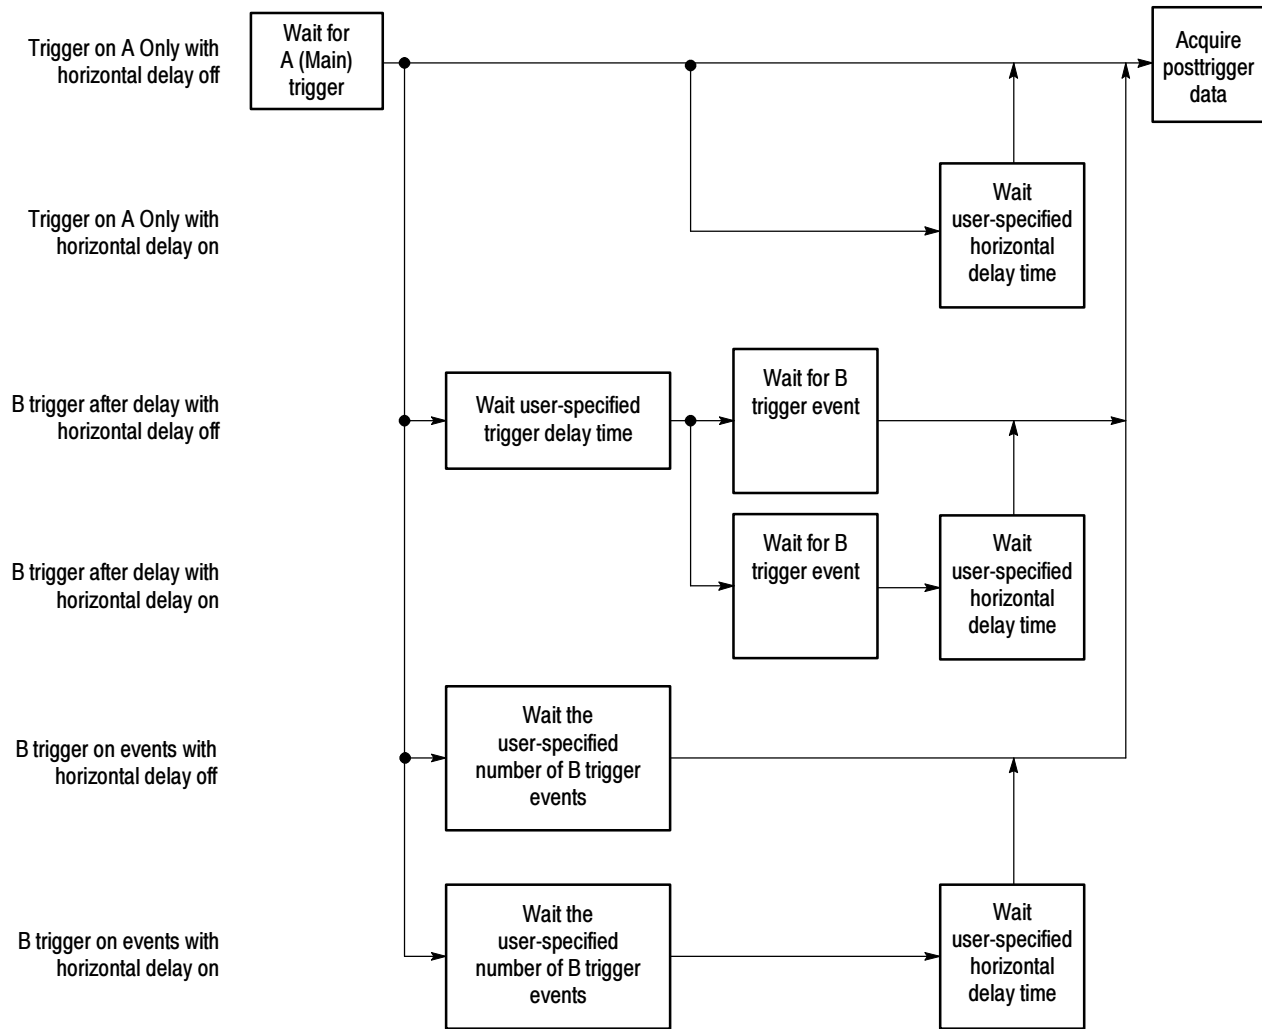 Trigger on A Only with
horizontal delay off
Wait for
A (Main)
trigger
Acquire
posttrigger
data
Trigger on A Only with
horizontal delay on
Wait
user-specified
horizontal
delay time
B trigger after delay with
horizontal delay off
Wait user-specified
trigger delay time
Wait for B
trigger event
B trigger after delay with
horizontal delay on
Wait for B
trigger event
Wait
user-specified
horizontal
delay time
B trigger on events with
horizontal delay off
Wait the
user-specified
number of B trigger
events
B trigger on events with
horizontal delay on
Wait the
user-specified
number of B trigger
events
Wait
user-specified
horizontal
delay time